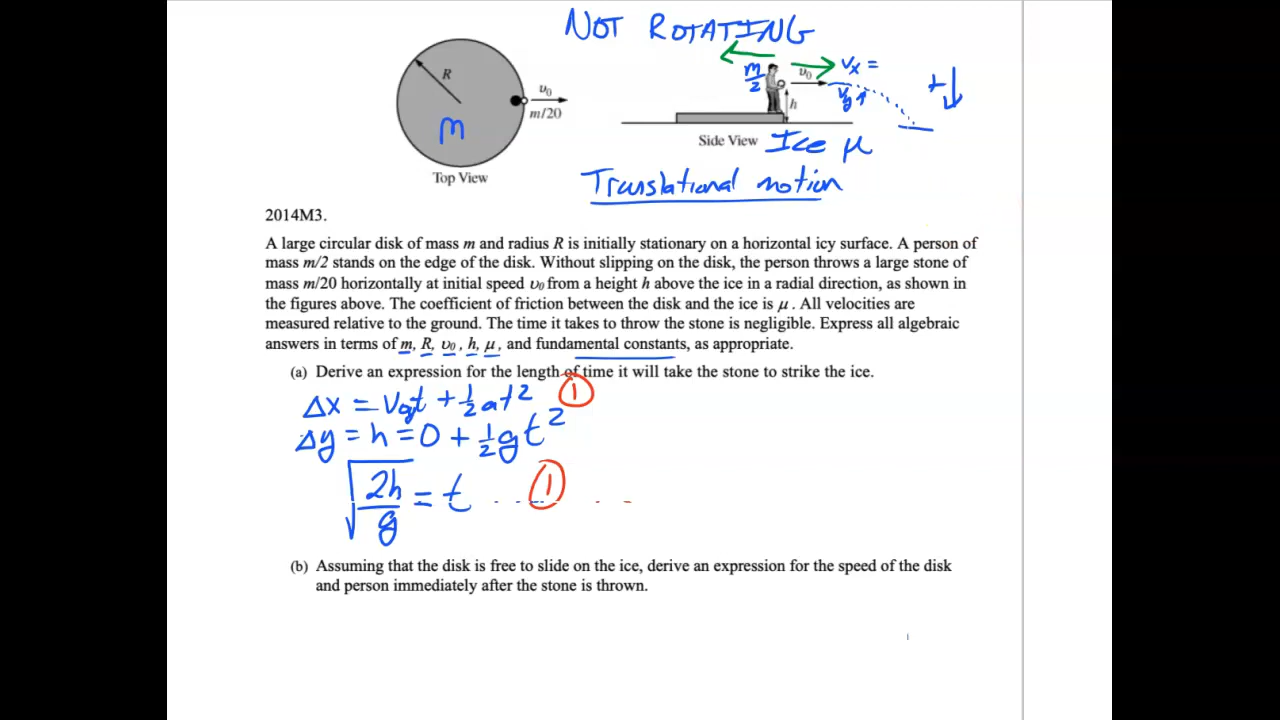 NOT ROTATING
R
υ₀
m/20
m
Top View
m/2
υ₀
Vx =
Vy
h
+
Side View
Ice μ
Translational motion
2014M3.
A large circular disk of mass m and radius R is initially stationary on a horizontal icy surface. A person of
mass m/2 stands on the edge of the disk. Without slipping on the disk, the person throws a large stone of
mass m/20 horizontally at initial speed υ₀ from a height h above the ice in a radial direction, as shown in
the figures above. The coefficient of friction between the disk and the ice is μ. All velocities are
measured relative to the ground. The time it takes to throw the stone is negligible. Express all algebraic
answers in terms of m, R, υ₀, h, μ, and fundamental constants, as appropriate.
(a) Derive an expression for the length of time it will take the stone to strike the ice.
Δx = V₀yt + ½at² ①
Δy = h = 0 + ½gt²
√(2h/g) = t ①
(b) Assuming that the disk is free to slide on the ice, derive an expression for the speed of the disk
and person immediately after the stone is thrown.